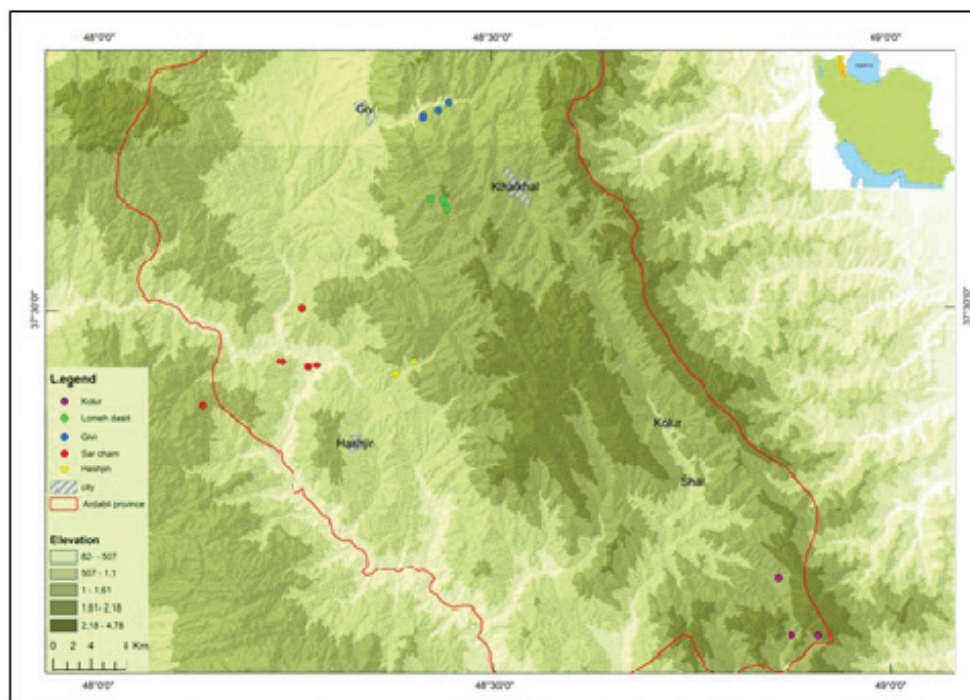 48°0'0"
48°30'0"
49°0'0"
Givi
Khalkhal
37°30'0"
37°30'0"
Legend
Kolur
Lomeh dasit
Givi
Sar cham
Hashjin
city
Ardabil province
Hashjin
Kolur
Shal
Elevation
82- - 507
507 - 1.1
1 - 1,61
1,61- 2,18
2,18 - 4,78
0 2 4 8 Km
48°0'0"
48°30'0"
49°0'0"